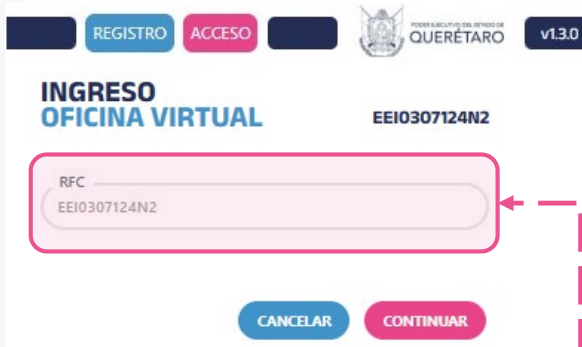 REGISTRO ACCESO PODER EJECUTIVO DEL ESTADO DE
QUERÉTARO v1.3.0
INGRESO
OFICINA VIRTUAL EEI0307124N2
RFC
EEI0307124N2
CANCELAR CONTINUAR